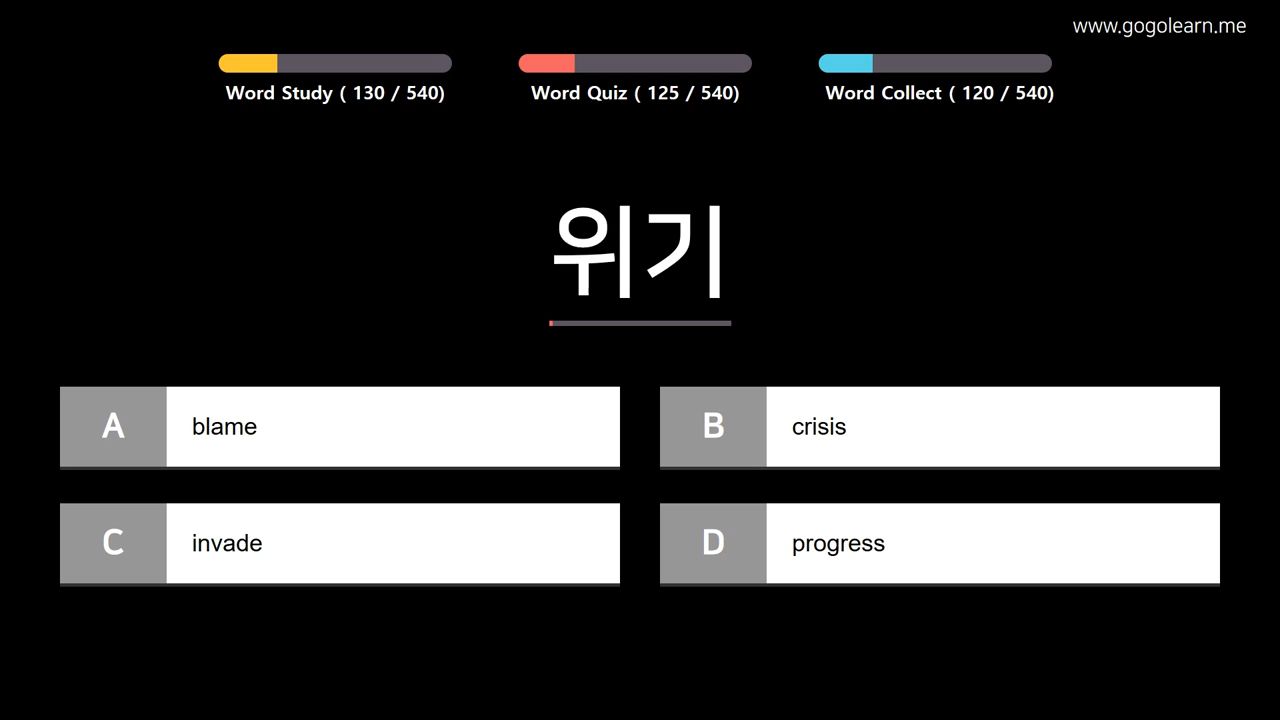 www.gogolearn.me
Word Study ( 130 / 540)
Word Quiz ( 125 / 540)
Word Collect ( 120 / 540)
위기
A blame
B crisis
C invade
D progress